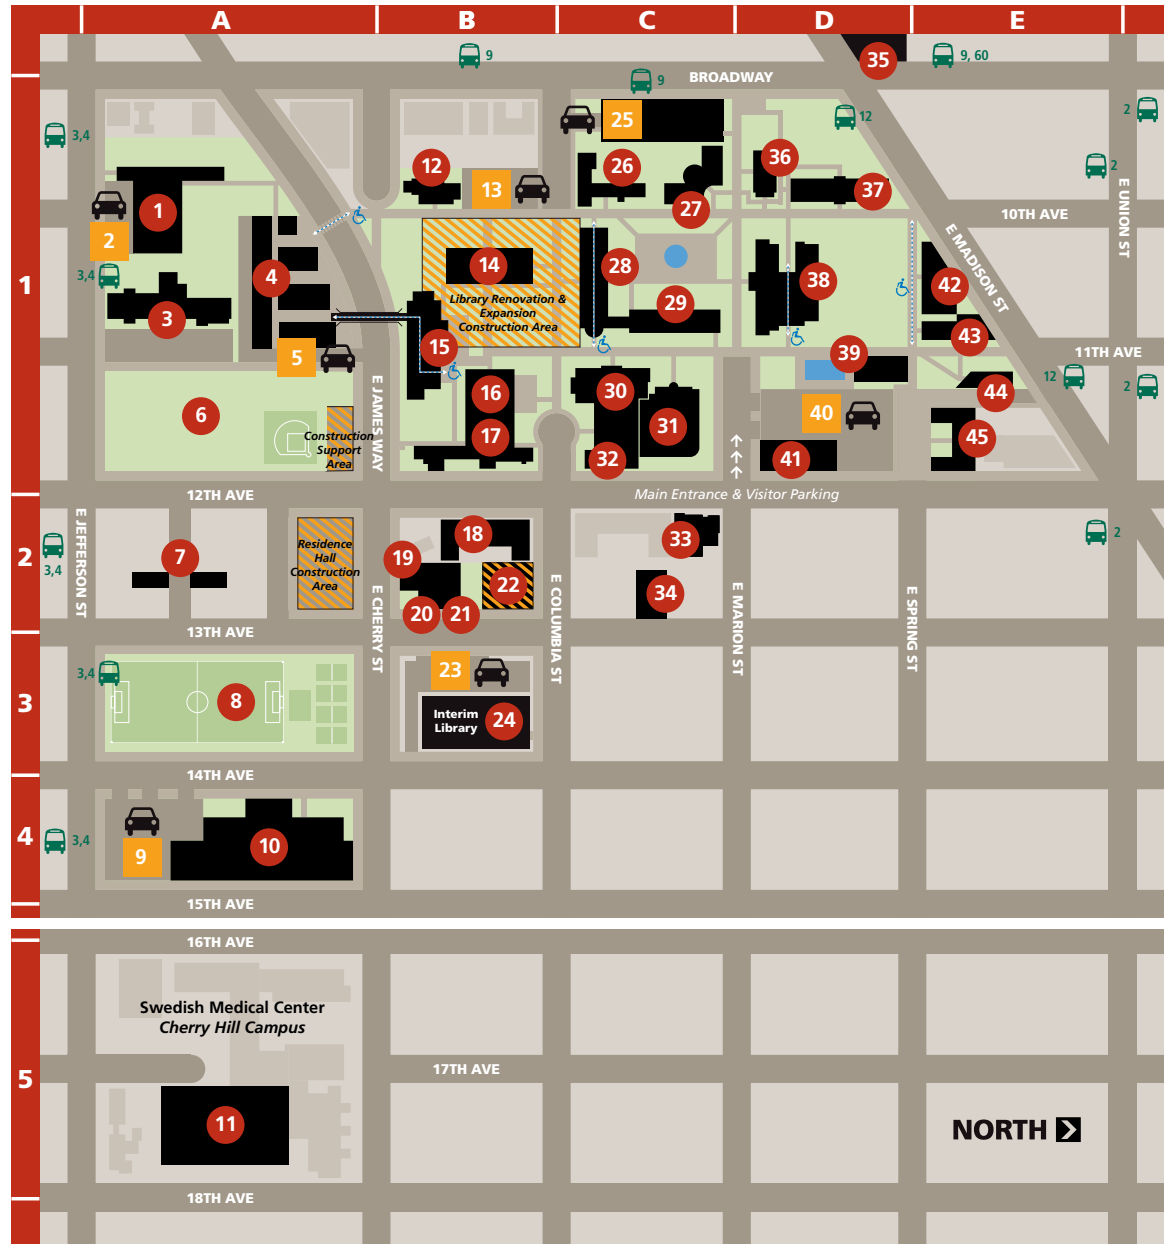 A
B
C
D
E
9
9, 60
35
BROADWAY
9
2
3,4
25
12
12
26
36
2
13
37
1
27
10TH AVE
E UNION ST
2
E MADISON ST
3,4
4
14
28
38
42
1
Library Renovation &
Expansion
Construction Area
29
3
43
15
39
11TH AVE
5
12
2
30
44
16
E JAMES WAY
6
40
31
Construction
Support
Area
17
45
32
41
12TH AVE
Main Entrance & Visitor Parking
E JEFFERSON ST
18
33
2
2
7
Residence
Hall
Construction
Area
19
3,4
22
34
E CHERRY ST
E COLUMBIA ST
E MARION ST
E SPRING ST
20
21
13TH AVE
3,4
23
3
8
Interim
Library
24
14TH AVE
4
3,4
9
10
15TH AVE
16TH AVE
Swedish Medical Center
Cherry Hill Campus
5
17TH AVE
11
NORTH
18TH AVE